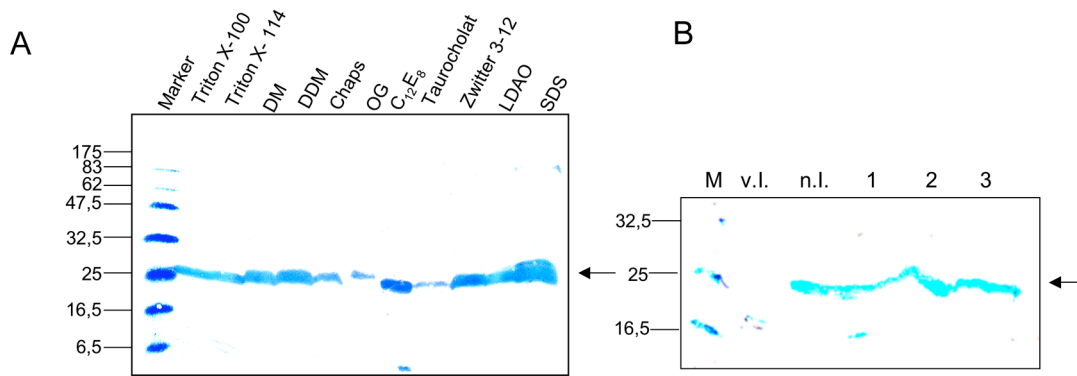 A
Marker
Triton X-100
Triton X- 114
DM
DDM
Chaps
OG
C₁₂E₈
Taurocholat
Zwitter 3-12
LDAO
SDS
175
83
62
47,5
32,5
25
16,5
6,5
B
M v.I. n.I. 1 2 3
32,5
25
16,5